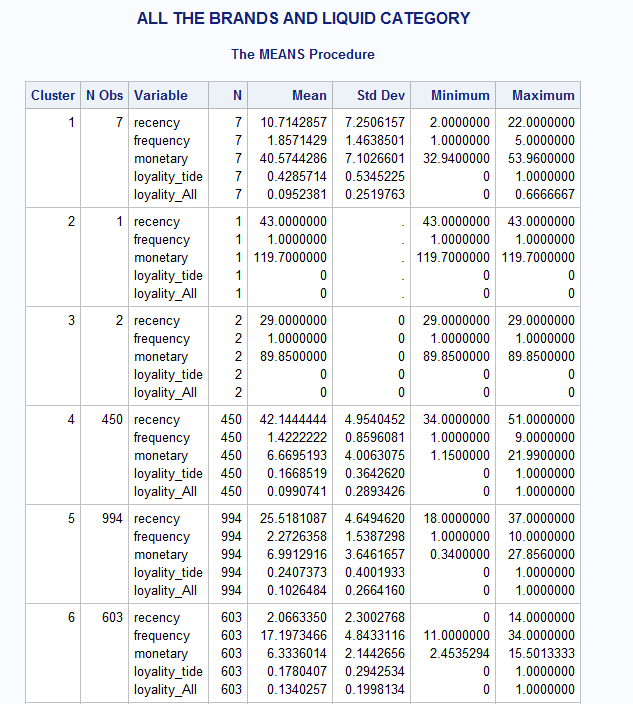 ALL THE BRANDS AND LIQUID CATEGORY
The MEANS Procedure
Cluster N Obs Variable N Mean Std Dev Minimum Maximum
1 7 recency 7 10.7142857 7.2506157 2.0000000 22.0000000
frequency 7 1.8571429 1.4638501 1.0000000 5.0000000
monetary 7 40.5744286 7.1026601 32.9400000 53.9600000
loyality_tide 7 0.4285714 0.5345225 0 1.0000000
loyality_All 7 0.0952381 0.2519763 0 0.6666667
2 1 recency 1 43.0000000 . 43.0000000 43.0000000
frequency 1 1.0000000 . 1.0000000 1.0000000
monetary 1 119.7000000 . 119.7000000 119.7000000
loyality_tide 1 0 . 0 0
loyality_All 1 0 . 0 0
3 2 recency 2 29.0000000 0 29.0000000 29.0000000
frequency 2 1.0000000 0 1.0000000 1.0000000
monetary 2 89.8500000 0 89.8500000 89.8500000
loyality_tide 2 0 0 0 0
loyality_All 2 0 0 0 0
4 450 recency 450 42.1444444 4.9540452 34.0000000 51.0000000
frequency 450 1.4222222 0.8596081 1.0000000 9.0000000
monetary 450 6.6695193 4.0063075 1.1500000 21.9900000
loyality_tide 450 0.1668519 0.3642620 0 1.0000000
loyality_All 450 0.0990741 0.2893426 0 1.0000000
5 994 recency 994 25.5181087 4.6494620 18.0000000 37.0000000
frequency 994 2.2726358 1.5387298 1.0000000 10.0000000
monetary 994 6.9912916 3.6461657 0.3400000 27.8560000
loyality_tide 994 0.2407373 0.4001933 0 1.0000000
loyality_All 994 0.1026484 0.2664160 0 1.0000000
6 603 recency 603 2.0663350 2.3002768 0 14.0000000
frequency 603 17.1973466 4.8433116 11.0000000 34.0000000
monetary 603 6.3336014 2.1442656 2.4535294 15.5013333
loyality_tide 603 0.1780407 0.2942534 0 1.0000000
loyality_All 603 0.1340257 0.1998134 0 1.0000000